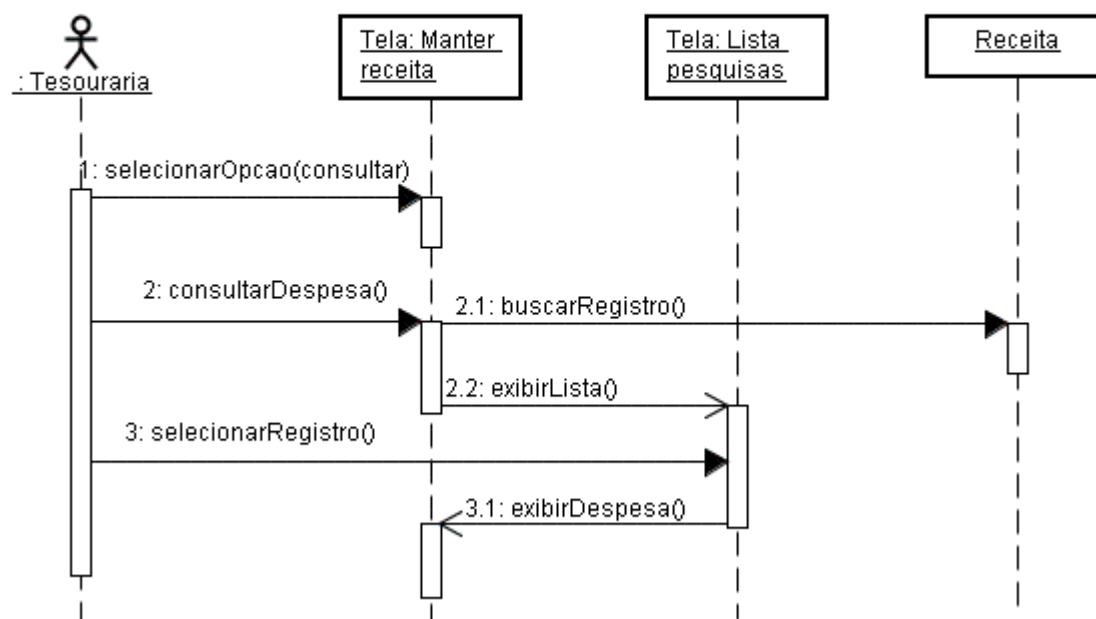 : Tesouraria
Tela: Manter
receita
Tela: Lista
pesquisas
Receita
1: selecionarOpcao(consultar)
2: consultarDespesa()
2.1: buscarRegistro()
2.2: exibirLista()
3: selecionarRegistro()
3.1: exibirDespesa()